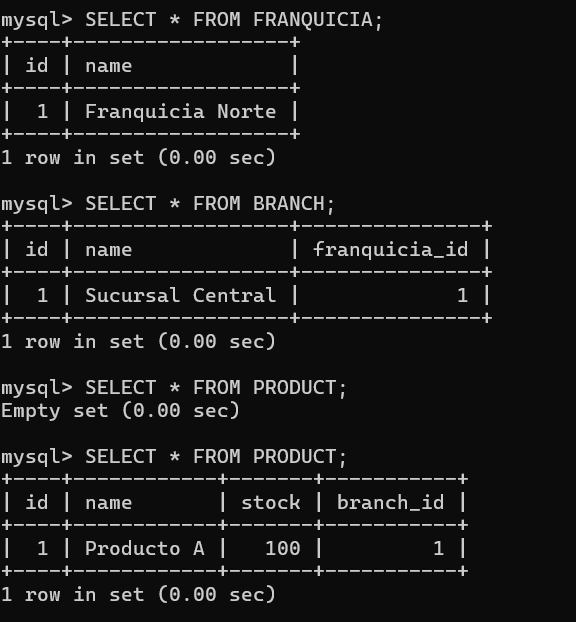 mysql> SELECT * FROM FRANQUICIA;
+----+-------------------+
| id | name              |
+----+-------------------+
|  1 | Franquicia Norte |
+----+-------------------+
1 row in set (0.00 sec)

mysql> SELECT * FROM BRANCH;
+----+------------------+---------------+
| id | name             | franquicia_id |
+----+------------------+---------------+
|  1 | Sucursal Central |             1 |
+----+------------------+---------------+
1 row in set (0.00 sec)

mysql> SELECT * FROM PRODUCT;
Empty set (0.00 sec)

mysql> SELECT * FROM PRODUCT;
+----+------------+-------+-----------+
| id | name       | stock | branch_id |
+----+------------+-------+-----------+
|  1 | Producto A |   100 |         1 |
+----+------------+-------+-----------+
1 row in set (0.00 sec)